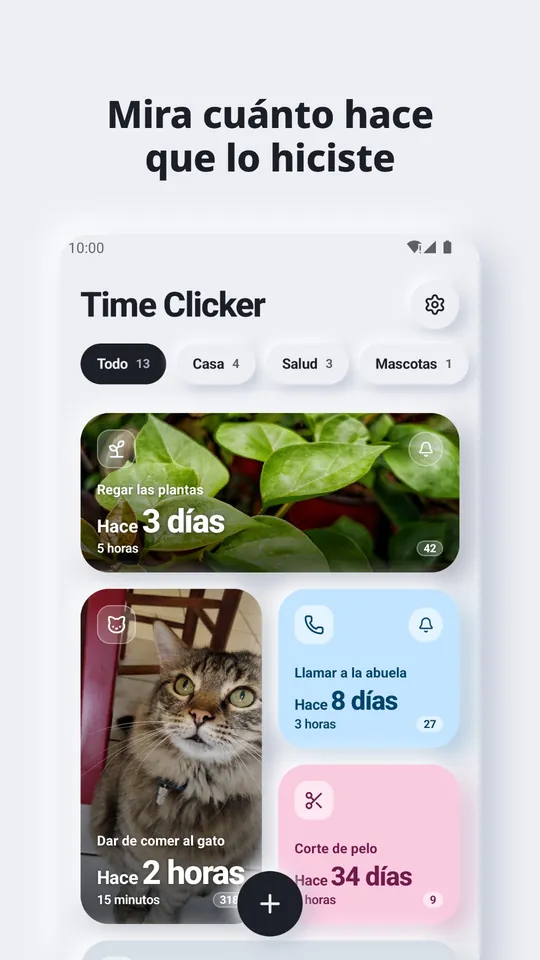 Mira cuánto hace
que lo hiciste
10:00
Time Clicker
Todo 13
Casa 4
Salud 3
Mascotas 1
Regar las plantas
Hace 3 días
5 horas
42
Llamar a la abuela
Hace 8 días
3 horas
27
Dar de comer al gato
Hace 2 horas
15 minutos
318
Corte de pelo
Hace 34 días
horas
9